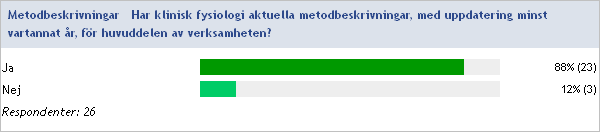 Metodbeskrivningar Har klinisk fysiologi aktuella metodbeskrivningar, med uppdatering minst
vartannat år, för huvuddelen av verksamheten?
Ja 88% (23)
Nej 12% (3)
Respondenter: 26